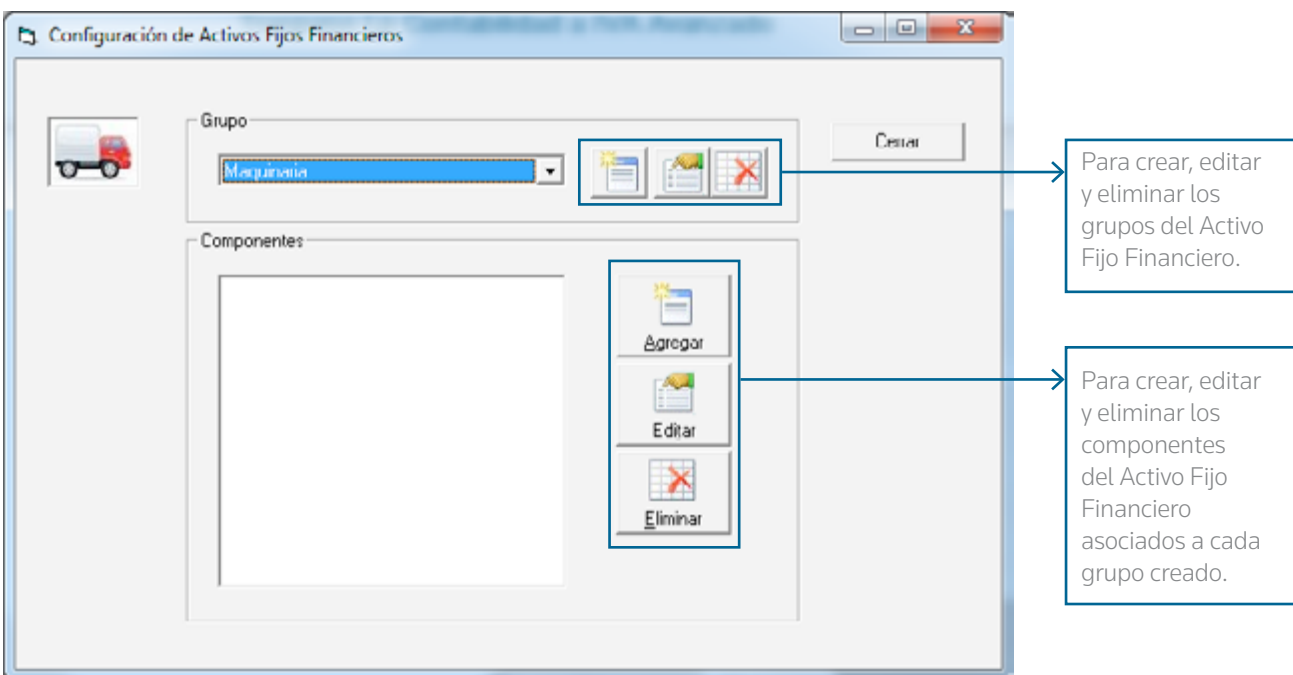 Configuración de Activos Fijos Financieros
Grupo
Maquinaria
Cerrar
Componentes
Agregar
Editar
Eliminar
Para crear, editar
y eliminar los
grupos del Activo
Fijo Financiero.
Para crear, editar
y eliminar los
componentes
del Activo Fijo
Financiero
asociados a cada
grupo creado.